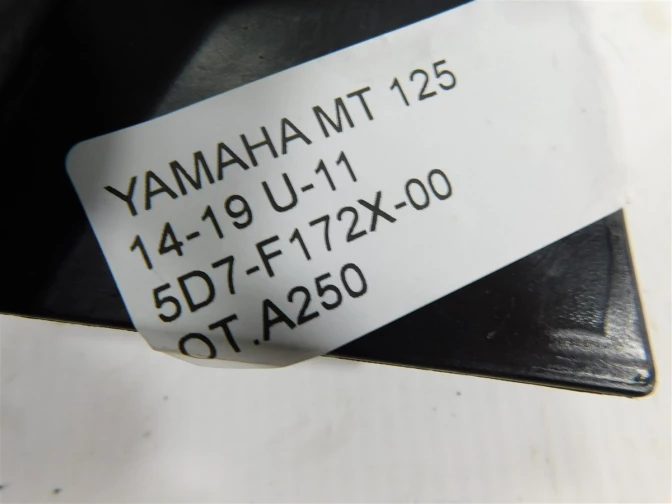 YAMAHA MT 125
14-19 U-11
5D7-F172X-00
OT.A250